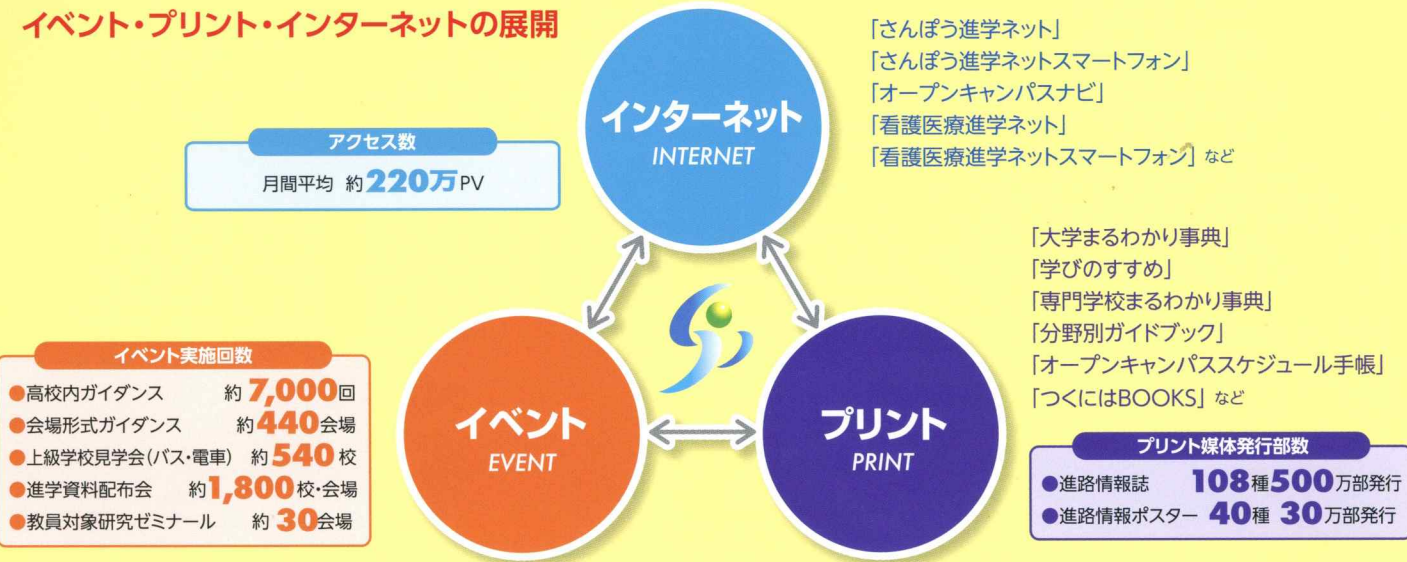 イベント・プリント・インターネットの展開
インターネット
INTERNET
アクセス数
月間平均 約220万PV
「さんぽう進学ネット」
「さんぽう進学ネットスマートフォン」
「オープンキャンパスナビ」
「看護医療進学ネット」
「看護医療進学ネットスマートフォン」など
イベント
EVENT
イベント実施回数
●高校内ガイダンス 約7,000回
●会場形式ガイダンス 約440会場
●上級学校見学会(バス・電車) 約540校
●進学資料配布会 約1,800校・会場
●教員対象研究ゼミナール 約30会場
プリント
PRINT
「大学まるわかり事典」
「学びのすすめ」
「専門学校まるわかり事典」
「分野別ガイドブック」
「オープンキャンパススケジュール手帳」
「つくにはBOOKS」など
プリント媒体発行部数
●進路情報誌 108種500万部発行
●進路情報ポスター 40種 30万部発行